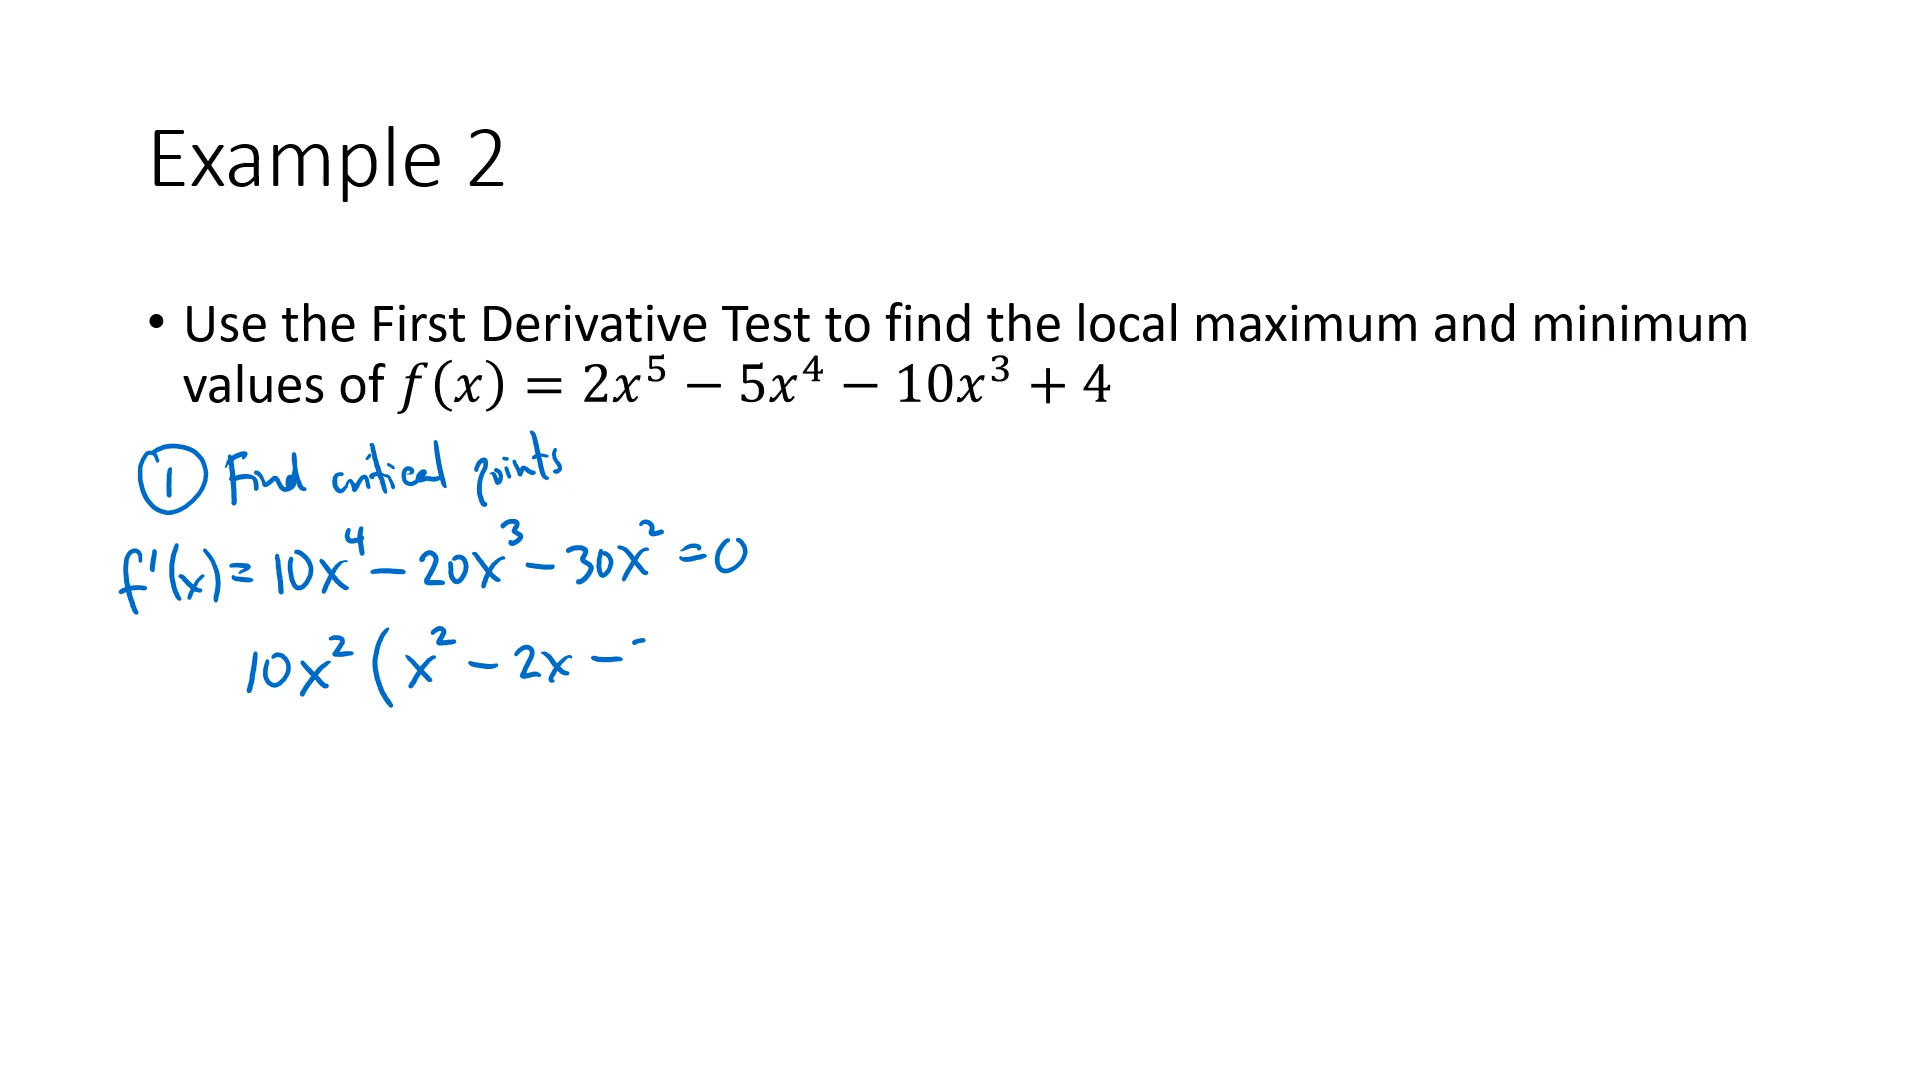 Example 2
• Use the First Derivative Test to find the local maximum and minimum
values of f(x) = 2x⁵ − 5x⁴ − 10x³ + 4
① Find critical points
f'(x) = 10x⁴ − 20x³ − 30x² = 0
10x² (x² − 2x −